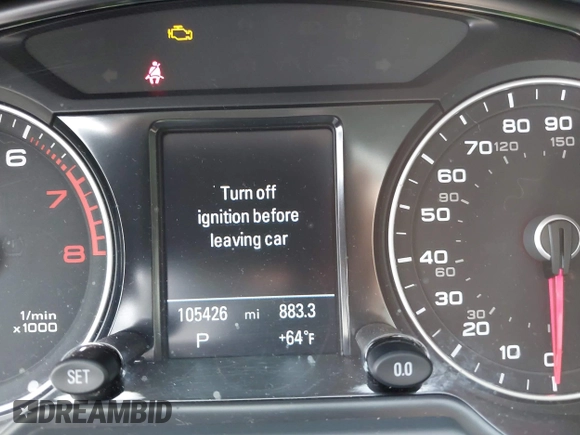 Turn off
ignition before
leaving car
105426 mi 883.3
P +64°F
6
7
8
1/min
x1000
90
80
150
70
120
60
90
50
40
60
30
30
20
10
0
SET
0.0
DREAMBID